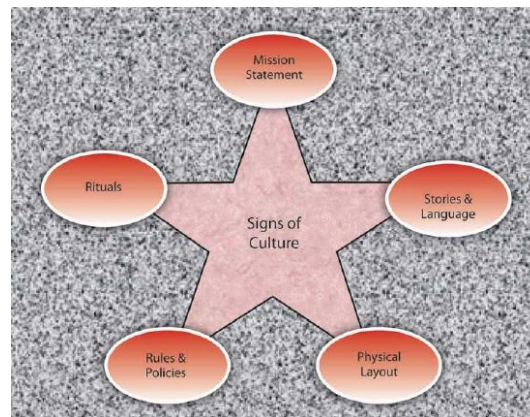 Mission
Statement
Rituals
Stories &
Language
Signs of
Culture
Rules &
Policies
Physical
Layout